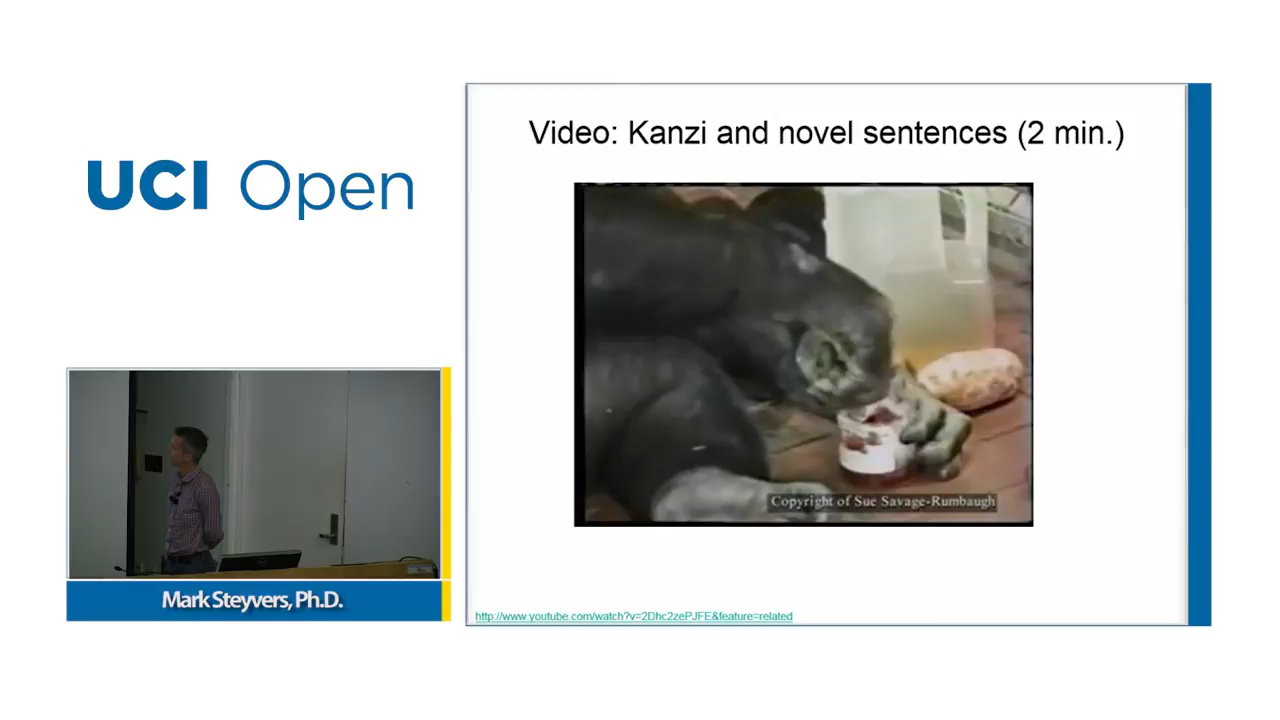 UCI Open
Video: Kanzi and novel sentences (2 min.)
Copyright of Sue Savage-Rumbaugh
Mark Steyvers, Ph.D.
http://www.youtube.com/watch?v=2Dhc2zePJFE&feature=related